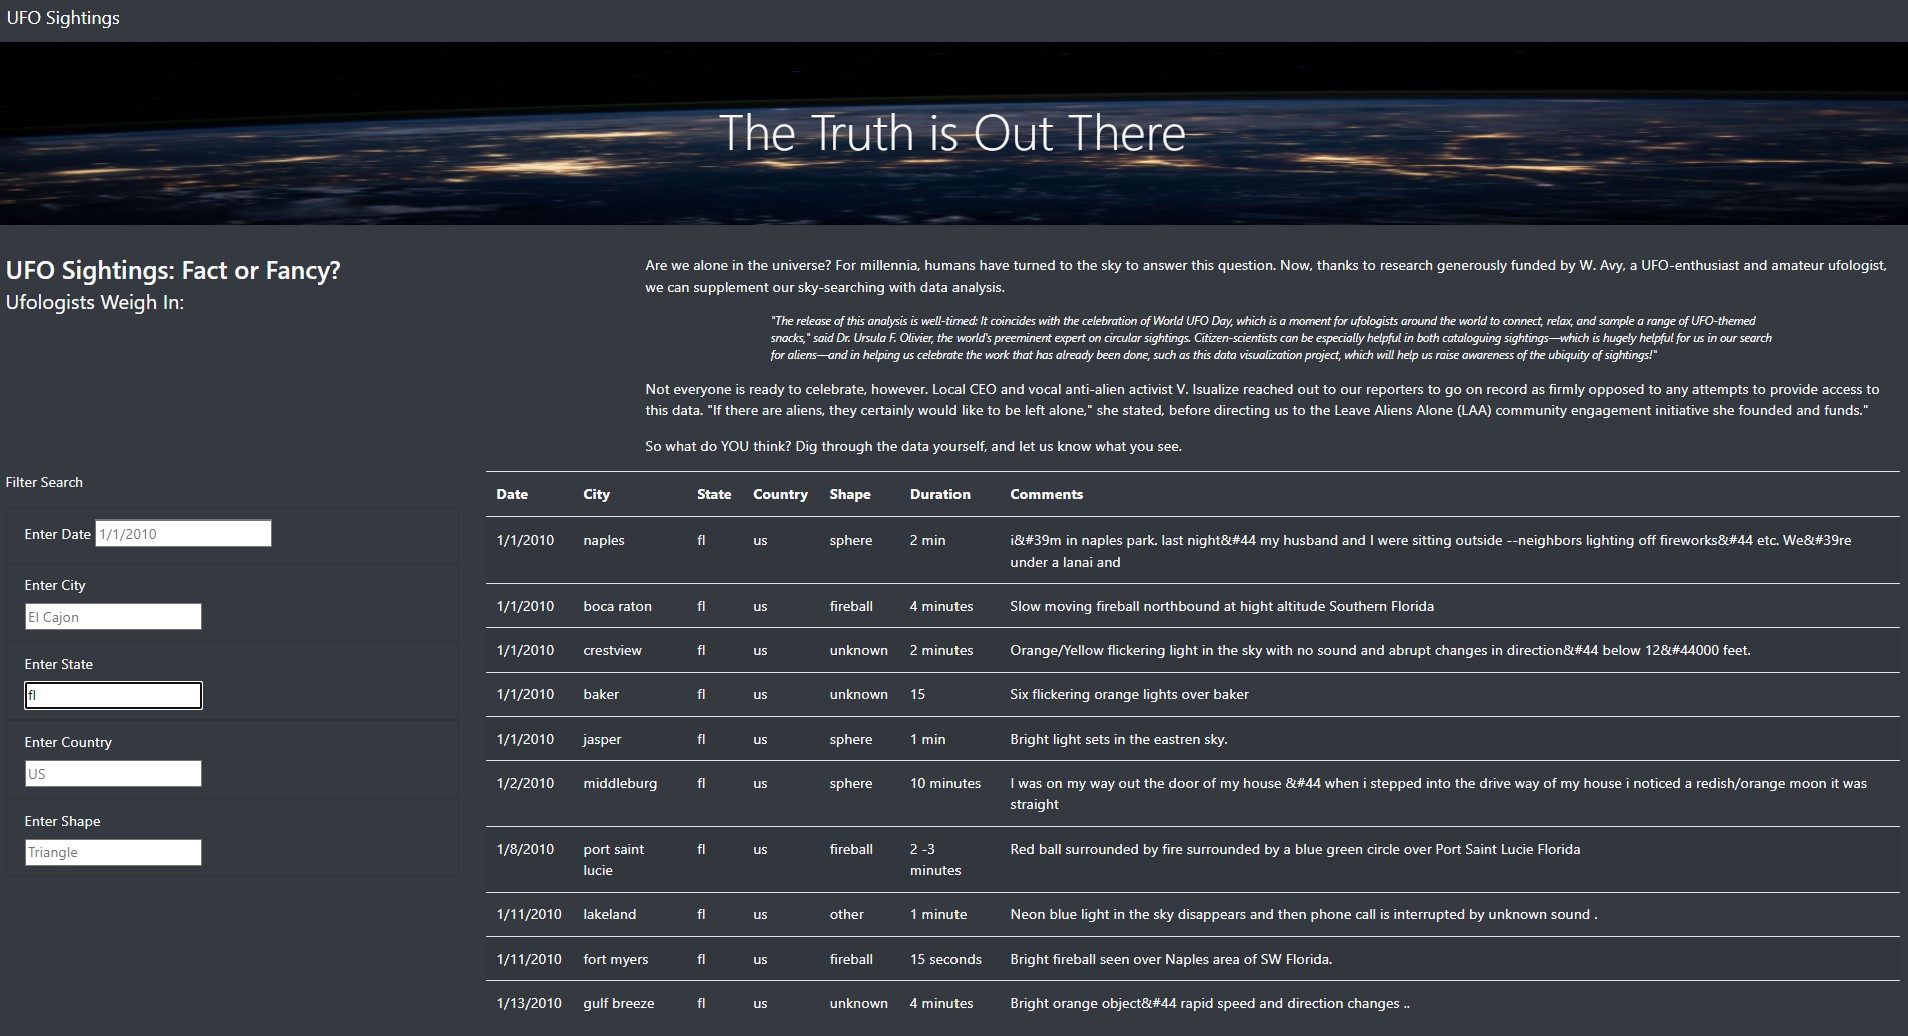 UFO Sightings
The Truth is Out There
UFO Sightings: Fact or Fancy?
Ufologists Weigh In:
Are we alone in the universe? For millennia, humans have turned to the sky to answer this question. Now, thanks to research generously funded by W. Avy, a UFO-enthusiast and amateur ufologist,
we can supplement our sky-searching with data analysis.
"The release of this analysis is well-timed: It coincides with the celebration of World UFO Day, which is a moment for ufologists around the world to connect, relax, and sample a range of UFO-themed
snacks," said Dr. Ursula F. Olivier, the world's preeminent expert on circular sightings. Citizen-scientists can be especially helpful in both cataloguing sightings—which is hugely helpful for us in our search
for aliens—and in helping us celebrate the work that has already been done, such as this data visualization project, which will help us raise awareness of the ubiquity of sightings!"
Not everyone is ready to celebrate, however. Local CEO and vocal anti-alien activist V. Isualize reached out to our reporters to go on record as firmly opposed to any attempts to provide access to
this data. "If there are aliens, they certainly would like to be left alone," she stated, before directing us to the Leave Aliens Alone (LAA) community engagement initiative she founded and funds."
So what do YOU think? Dig through the data yourself, and let us know what you see.
Filter Search
Enter Date 1/1/2010
Enter City
El Cajon
Enter State
fl
Enter Country
US
Enter Shape
Triangle
Date City State Country Shape Duration Comments
1/1/2010 naples fl us sphere 2 min i&#39m in naples park. last night&#44 my husband and I were sitting outside --neighbors lighting off fireworks&#44 etc. We&#39re
under a lanai and
1/1/2010 boca raton fl us fireball 4 minutes Slow moving fireball northbound at hight altitude Southern Florida
1/1/2010 crestview fl us unknown 2 minutes Orange/Yellow flickering light in the sky with no sound and abrupt changes in direction&#44 below 12&#44000 feet.
1/1/2010 baker fl us unknown 15 Six flickering orange lights over baker
1/1/2010 jasper fl us sphere 1 min Bright light sets in the eastren sky.
1/2/2010 middleburg fl us sphere 10 minutes I was on my way out the door of my house &#44 when i stepped into the drive way of my house i noticed a redish/orange moon it was
straight
1/8/2010 port saint fl us fireball 2 -3 Red ball surrounded by fire surrounded by a blue green circle over Port Saint Lucie Florida
lucie minutes
1/11/2010 lakeland fl us other 1 minute Neon blue light in the sky disappears and then phone call is interrupted by unknown sound .
1/11/2010 fort myers fl us fireball 15 seconds Bright fireball seen over Naples area of SW Florida.
1/13/2010 gulf breeze fl us unknown 4 minutes Bright orange object&#44 rapid speed and direction changes ..